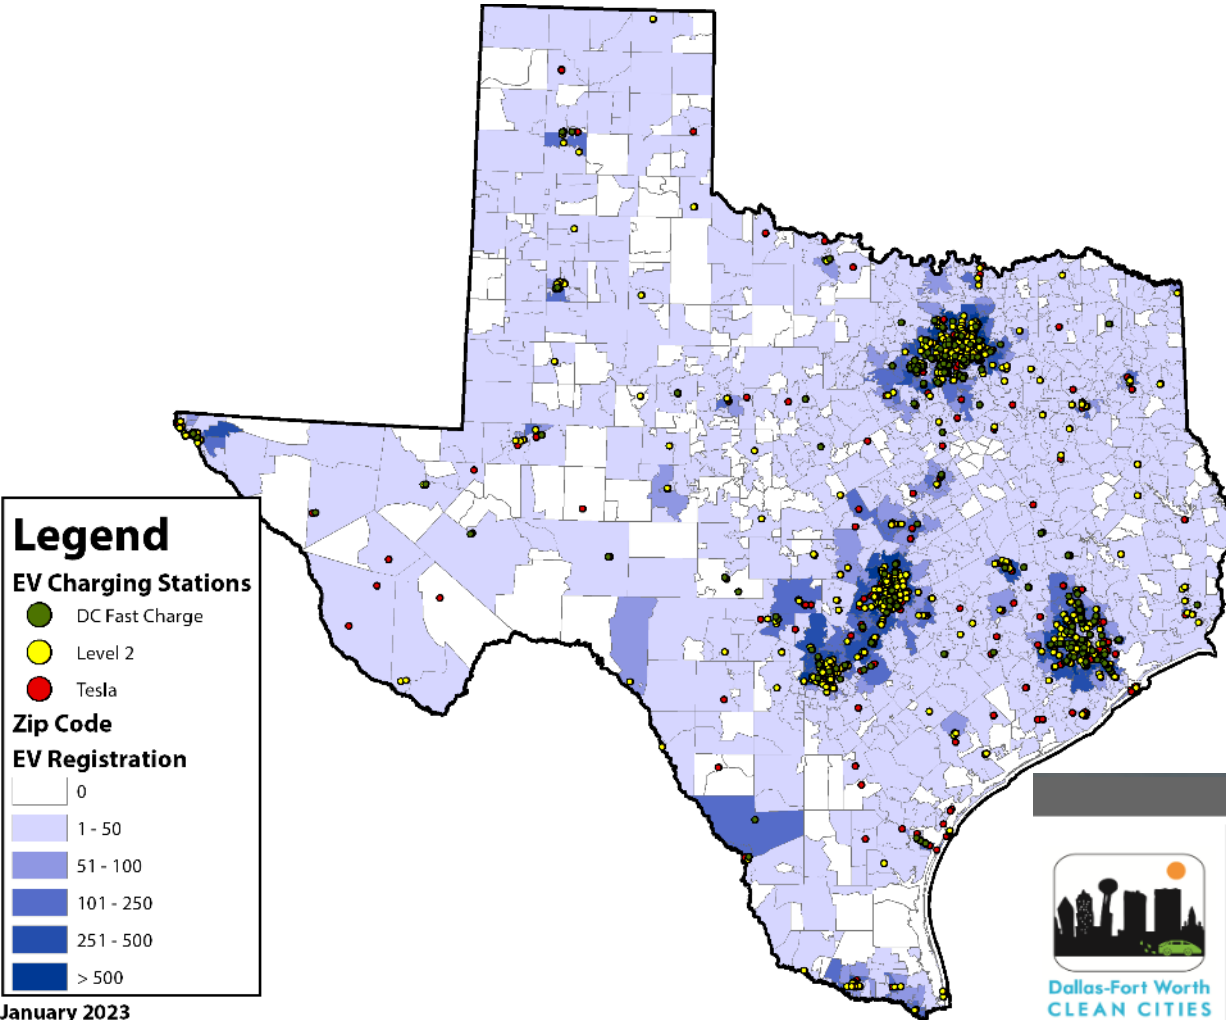 Legend
EV Charging Stations
DC Fast Charge
Level 2
Tesla
Zip Code
EV Registration
0
1 - 50
51 - 100
101 - 250
251 - 500
> 500
January 2023
Dallas-Fort Worth
CLEAN CITIES